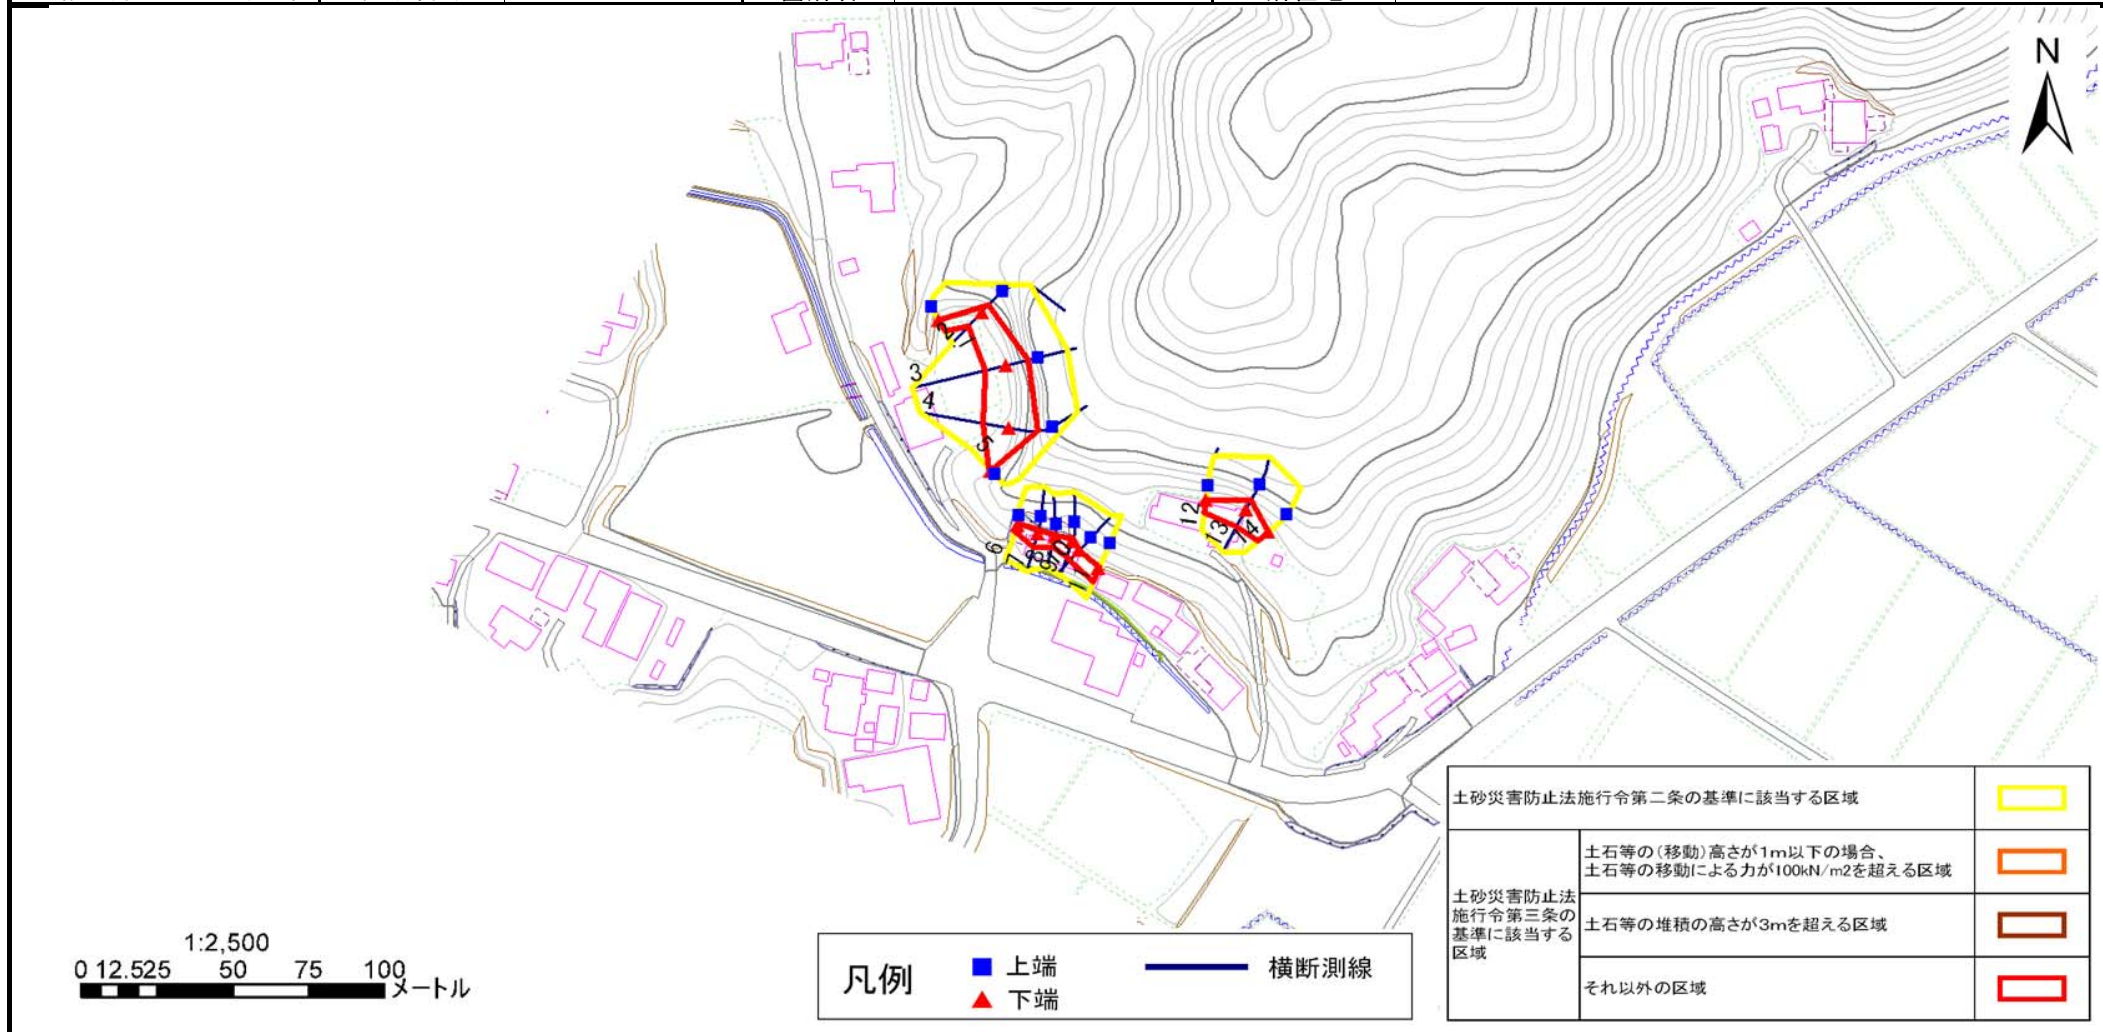 N
2
1
3
4
5
6
7
8
9
10
12
13
14
土砂災害防止法施行令第二条の基準に該当する区域
土砂災害防止法
施行令第三条の
基準に該当する
区域
土石等の(移動)高さが1m以下の場合、
土石等の移動による力が100kN/m2を超える区域
土石等の堆積の高さが3mを超える区域
それ以外の区域
1:2,500
0 12.525 50 75 100
メートル
凡例
上端
下端
横断測線